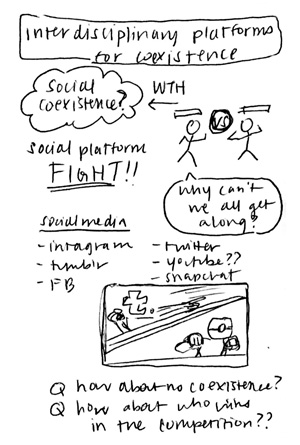 interdisciplinary platforms
for coexistence
social
coexistence?
WTH
VS
social platform
FIGHT!!
why can't
we all get
along?
social media
- intagram
- tumblr
- FB
- twitter
- youtube??
- snapchat
Q how about no coexistence?
Q how about who wins
in the competition??